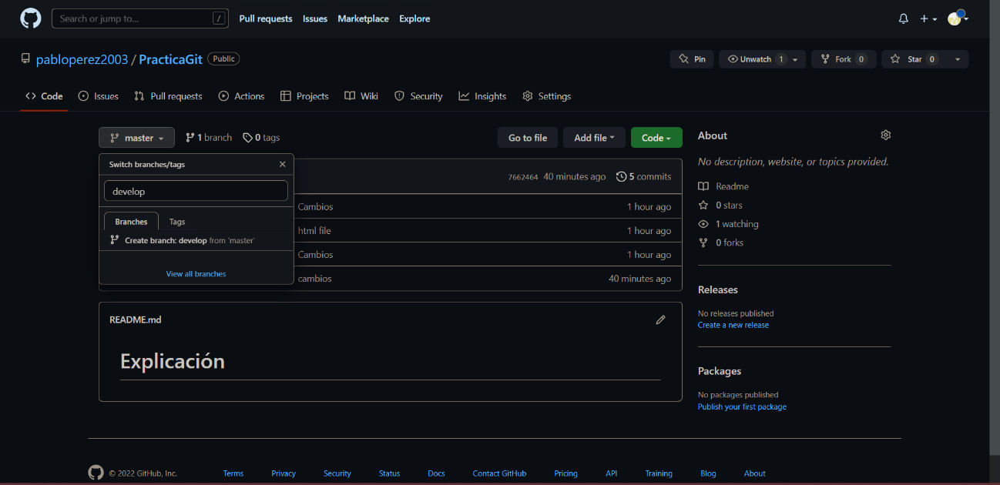 Search or jump to... /
Pull requests Issues Marketplace Explore
pabloperez2003 / PracticaGit Public
Pin Unwatch 1 Fork 0 Star 0
Code Issues Pull requests Actions Projects Wiki Security Insights Settings
master 1 branch 0 tags Go to file Add file Code
Switch branches/tags
develop
Branches Tags
Create branch: develop from 'master'
View all branches
7662464 40 minutes ago 5 commits
Cambios 1 hour ago
html file 1 hour ago
Cambios 1 hour ago
cambios 40 minutes ago
README.md
Explicación
About
No description, website, or topics provided.
Readme
0 stars
1 watching
0 forks
Releases
No releases published
Create a new release
Packages
No packages published
Publish your first package
© 2022 GitHub, Inc. Terms Privacy Security Status Docs Contact GitHub Pricing API Training Blog About